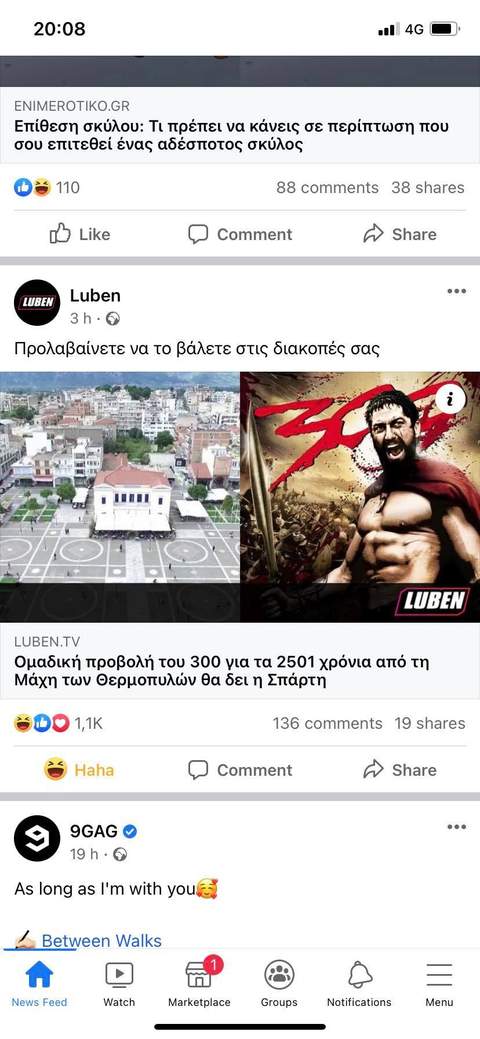 20:08
4G
ENIMEROTIKO.GR
Επίθεση σκύλου: Τι πρέπει να κάνεις σε περίπτωση που
σου επιτεθεί ένας αδέσποτος σκύλος
110
88 comments 38 shares
Like Comment Share
LUBEN
Luben
3 h
Προλαβαίνετε να το βάλετε στις διακοπές σας
300
i
LUBEN
LUBEN.TV
Ομαδική προβολή του 300 για τα 2501 χρόνια από τη
Μάχη των Θερμοπυλών θα δει η Σπάρτη
1,1K
136 comments 19 shares
Haha Comment Share
9GAG
19 h
As long as I'm with you🥰
✍🏻 Between Walks
1
News Feed Watch Marketplace Groups Notifications Menu